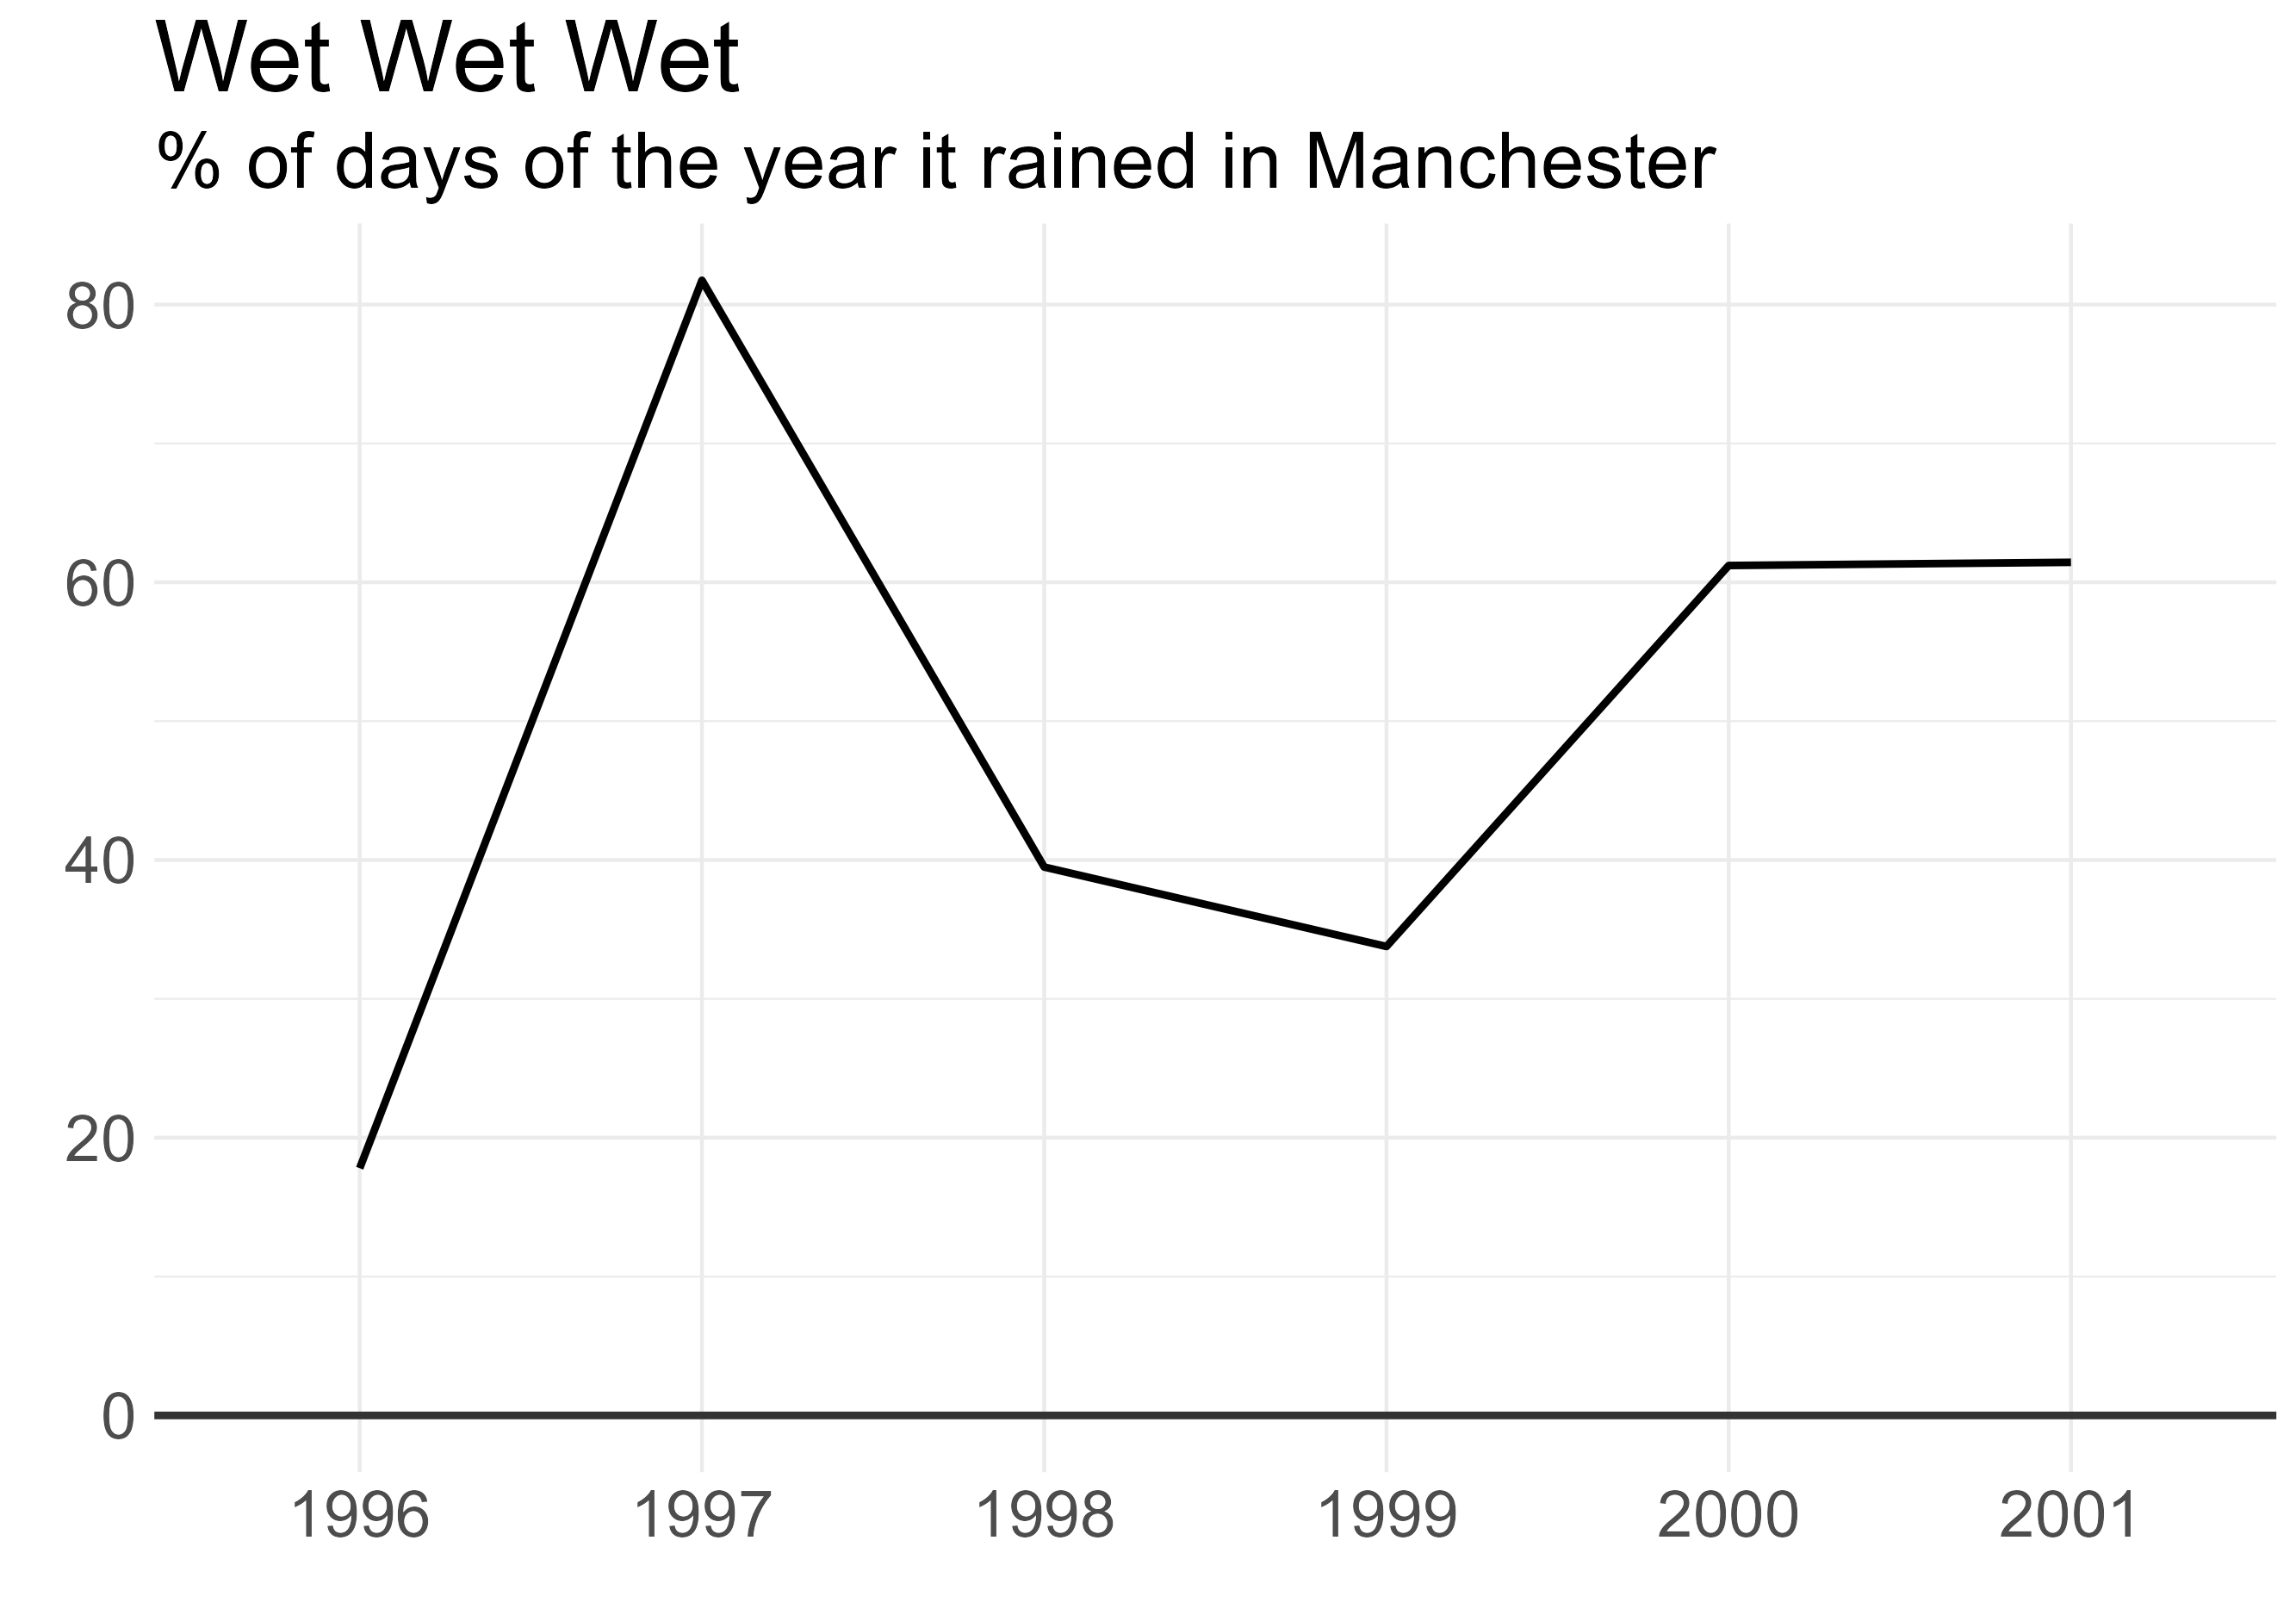 Wet Wet Wet
% of days of the year it rained in Manchester
80
60
40
20
0
1996 1997 1998 1999 2000 2001